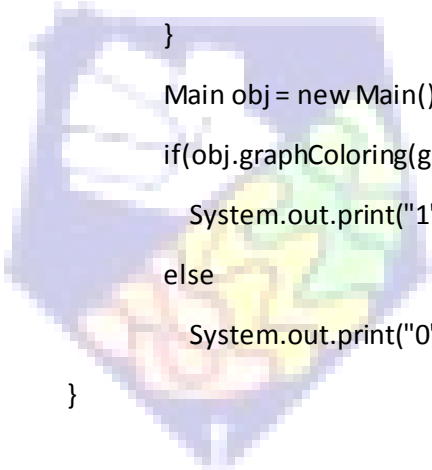 }
Main obj = new Main()
if(obj.graphColoring(g
System.out.print("1"
else
System.out.print("0"
}